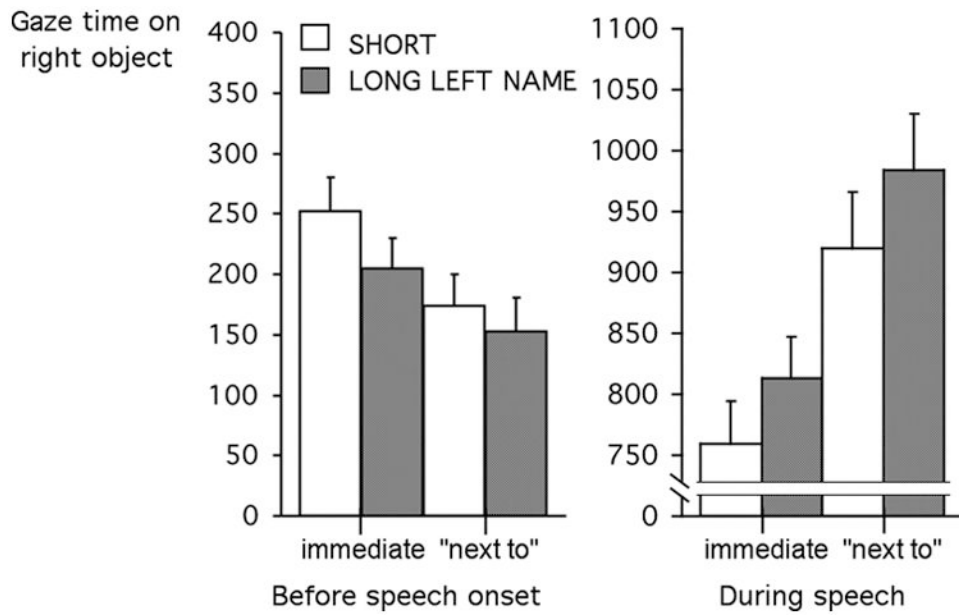 Gaze time on
right object
400
350
300
250
200
150
100
50
0
SHORT
LONG LEFT NAME
immediate "next to"
Before speech onset
1100
1050
1000
950
900
850
800
750
0
immediate "next to"
During speech